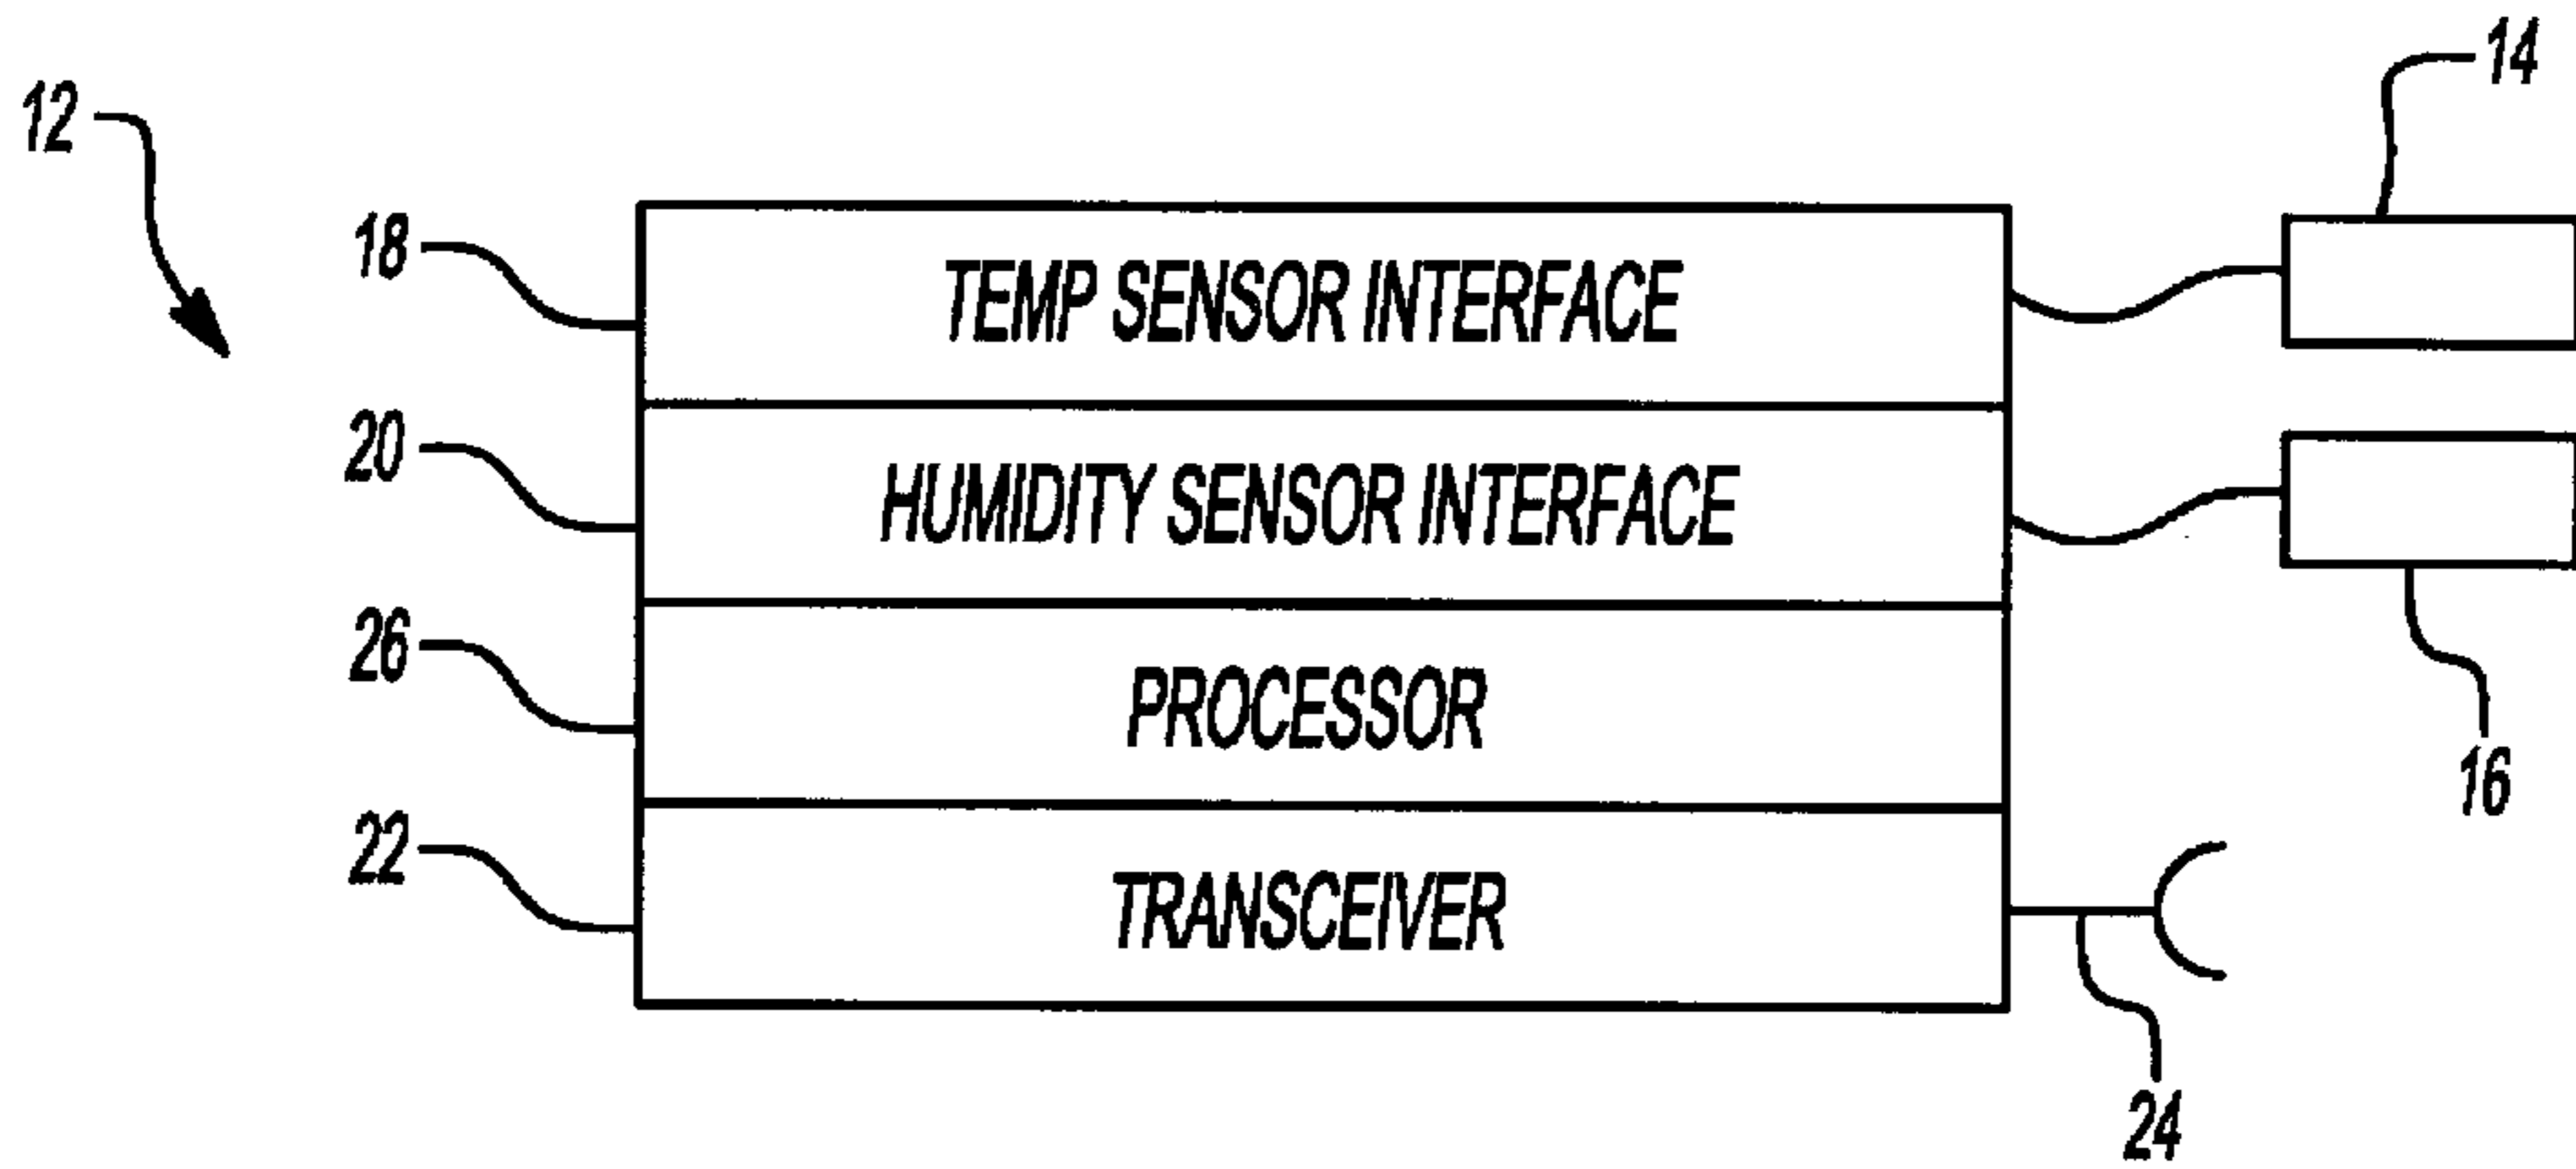 14
12
18
TEMP SENSOR INTERFACE
20
HUMIDITY SENSOR INTERFACE
26
PROCESSOR
16
22
TRANSCEIVER
24